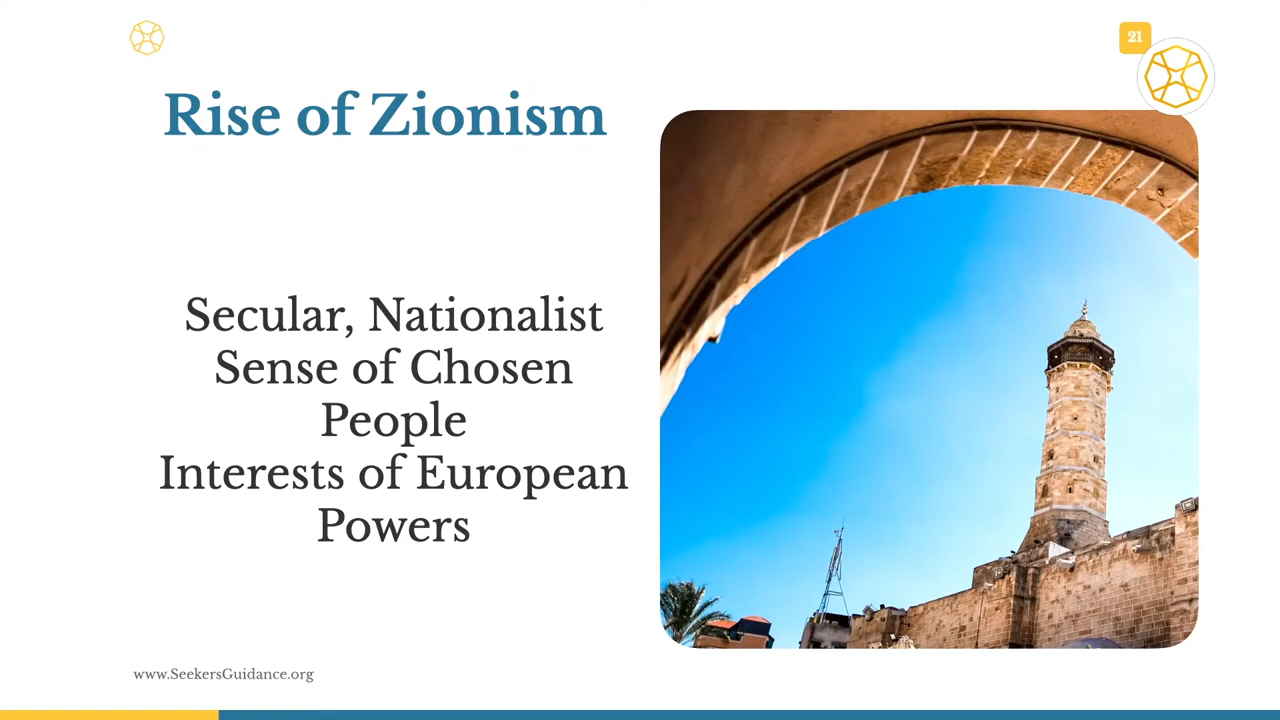 21
Rise of Zionism
Secular, Nationalist
Sense of Chosen
People
Interests of European
Powers
www.SeekersGuidance.org